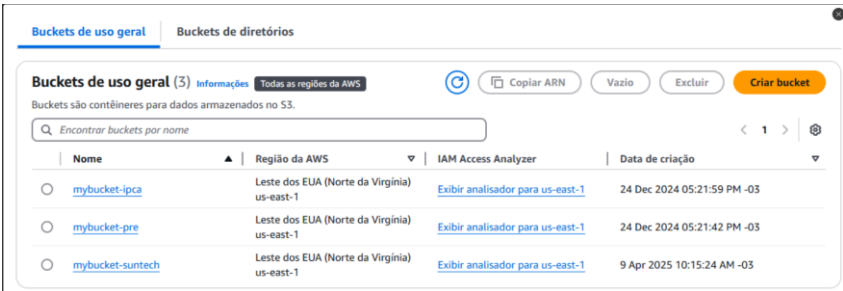 Buckets de uso geral Buckets de diretórios
Buckets de uso geral (3) Informações Todas as regiões da AWS Copiar ARN Vazio Excluir Criar bucket
Buckets são contêineres para dados armazenados no S3.
Encontrar buckets por nome 1
Nome Região da AWS IAM Access Analyzer Data de criação
mybucket-ipca Leste dos EUA (Norte da Virgínia) us-east-1 Exibir analisador para us-east-1 24 Dec 2024 05:21:59 PM -03
mybucket-pre Leste dos EUA (Norte da Virgínia) us-east-1 Exibir analisador para us-east-1 24 Dec 2024 05:21:42 PM -03
mybucket-suntech Leste dos EUA (Norte da Virgínia) us-east-1 Exibir analisador para us-east-1 9 Apr 2025 10:15:24 AM -03